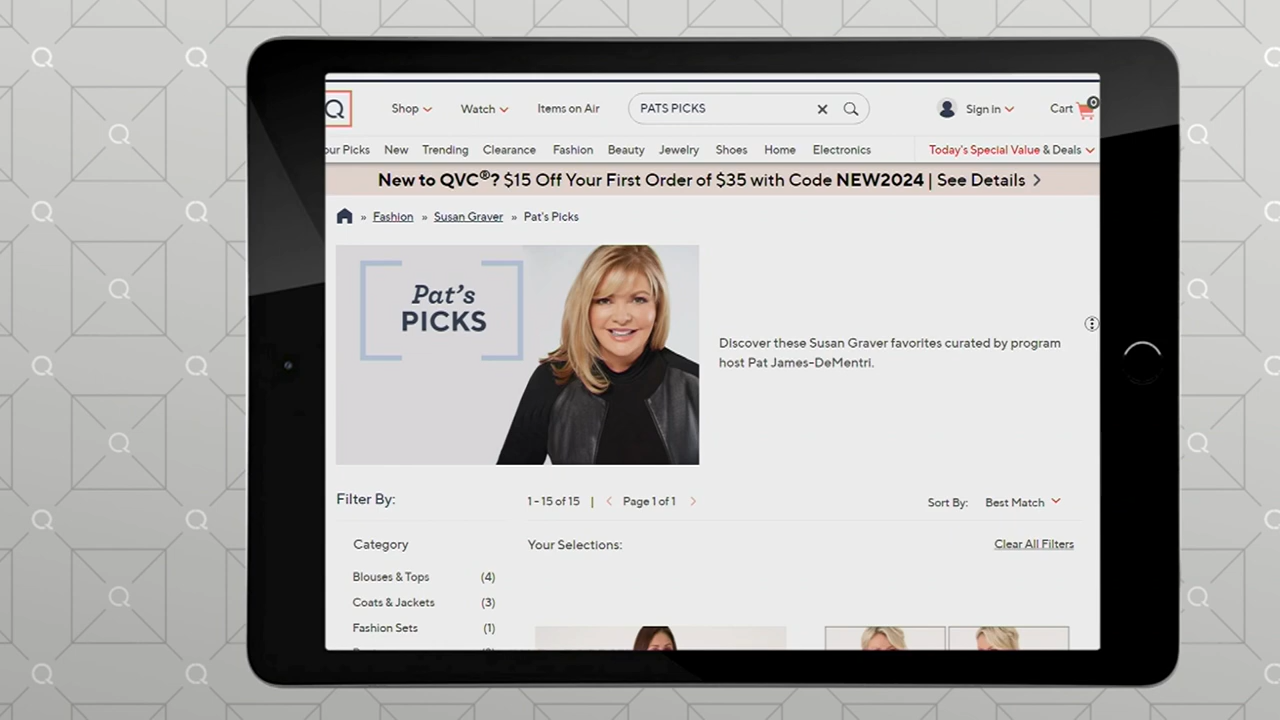 Q
Shop
Watch
Items on Air
PATS PICKS
Sign In
Cart
0
our Picks
New
Trending
Clearance
Fashion
Beauty
Jewelry
Shoes
Home
Electronics
Today's Special Value & Deals
New to QVC®? $15 Off Your First Order of $35 with Code NEW2024 | See Details
» Fashion » Susan Graver » Pat's Picks
Pat's
PICKS
Discover these Susan Graver favorites curated by program
host Pat James-DeMentri.
Filter By:
1 - 15 of 15 | Page 1 of 1
Sort By: Best Match
Category
Your Selections:
Clear All Filters
Blouses & Tops (4)
Coats & Jackets (3)
Fashion Sets (1)